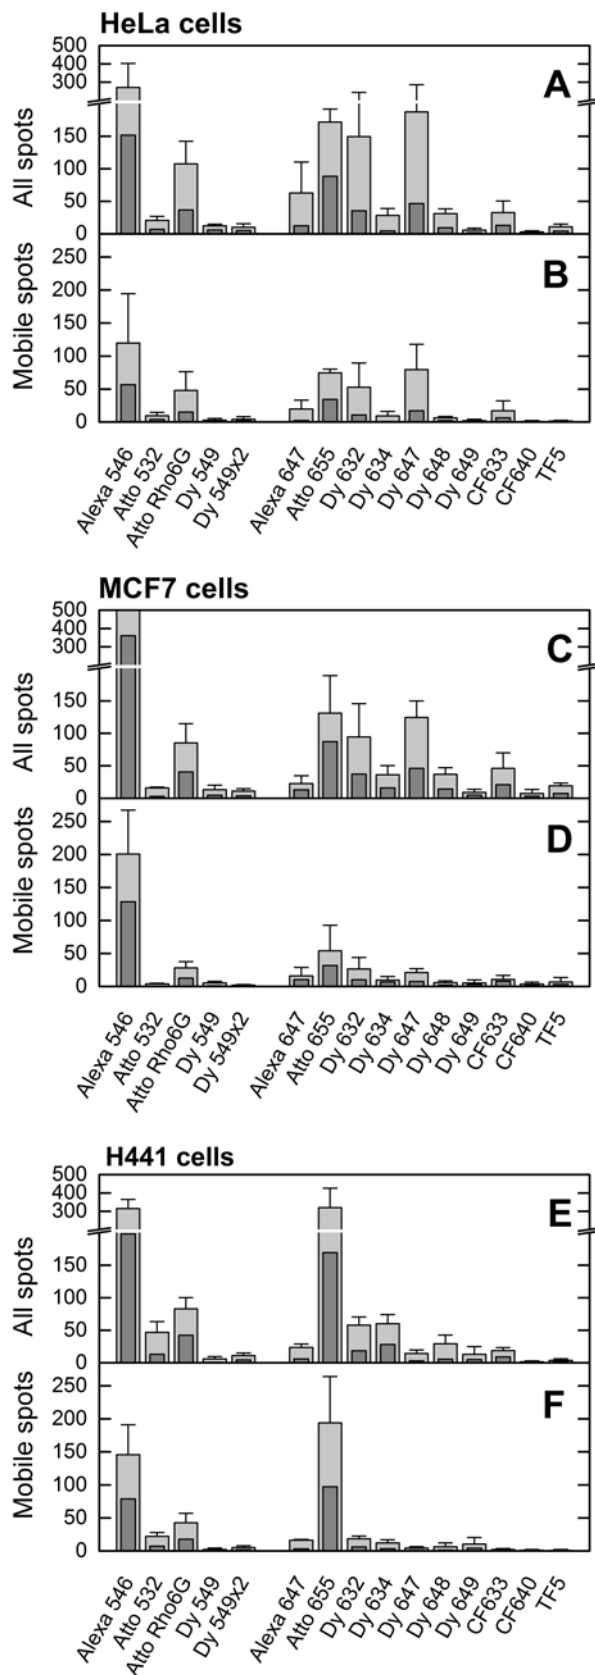 HeLa cells
500
400
300
150
100
50
0
All spots
A
250
200
150
100
50
0
Mobile spots
B
Alexa 546
Atto 532
Atto Rho6G
Dy 549
Dy 549x2
Alexa 647
Atto 655
Dy 632
Dy 634
Dy 647
Dy 648
Dy 649
CF633
CF640
TF5
MCF7 cells
500
400
300
150
100
50
0
All spots
C
250
200
150
100
50
0
Mobile spots
D
Alexa 546
Atto 532
Atto Rho6G
Dy 549
Dy 549x2
Alexa 647
Atto 655
Dy 632
Dy 634
Dy 647
Dy 648
Dy 649
CF633
CF640
TF5
H441 cells
500
400
300
150
100
50
0
All spots
E
250
200
150
100
50
0
Mobile spots
F
Alexa 546
Atto 532
Atto Rho6G
Dy 549
Dy 549x2
Alexa 647
Atto 655
Dy 632
Dy 634
Dy 647
Dy 648
Dy 649
CF633
CF640
TF5